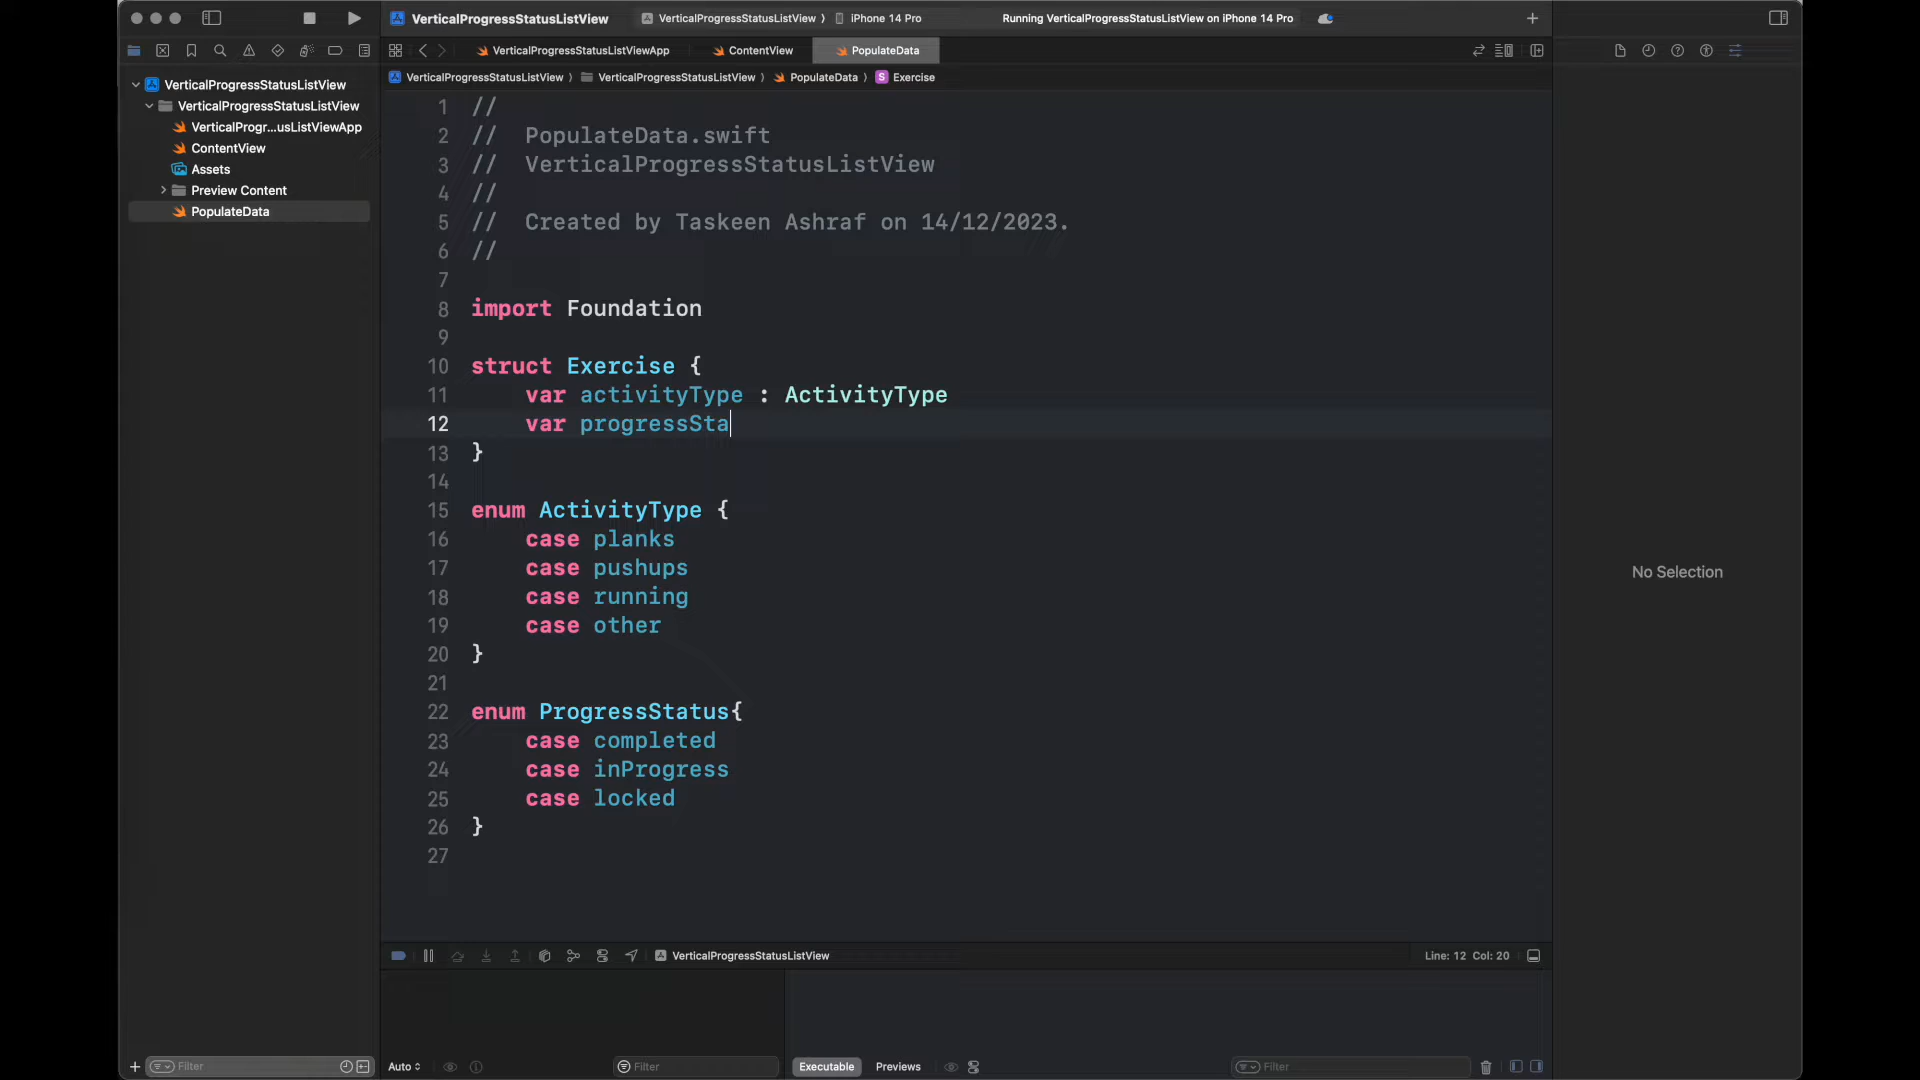 VerticalProgressStatusListView
VerticalProgressStatusListView 〉 iPhone 14 Pro
Running VerticalProgressStatusListView on iPhone 14 Pro
VerticalProgressStatusListViewApp
ContentView
PopulateData
VerticalProgressStatusListView 〉 VerticalProgressStatusListView 〉 PopulateData 〉 S Exercise
VerticalProgressStatusListView
VerticalProgressStatusListView
VerticalProgr...usListViewApp
ContentView
Assets
Preview Content
PopulateData
1 //
2 //  PopulateData.swift
3 //  VerticalProgressStatusListView
4 //
5 //  Created by Taskeen Ashraf on 14/12/2023.
6 //
7
8 import Foundation
9
10 struct Exercise {
11     var activityType : ActivityType
12     var progressSta
13 }
14
15 enum ActivityType {
16     case planks
17     case pushups
18     case running
19     case other
20 }
21
22 enum ProgressStatus{
23     case completed
24     case inProgress
25     case locked
26 }
27
No Selection
VerticalProgressStatusListView
Line: 12 Col: 20
Filter
Auto
Filter
Executable
Previews
Filter